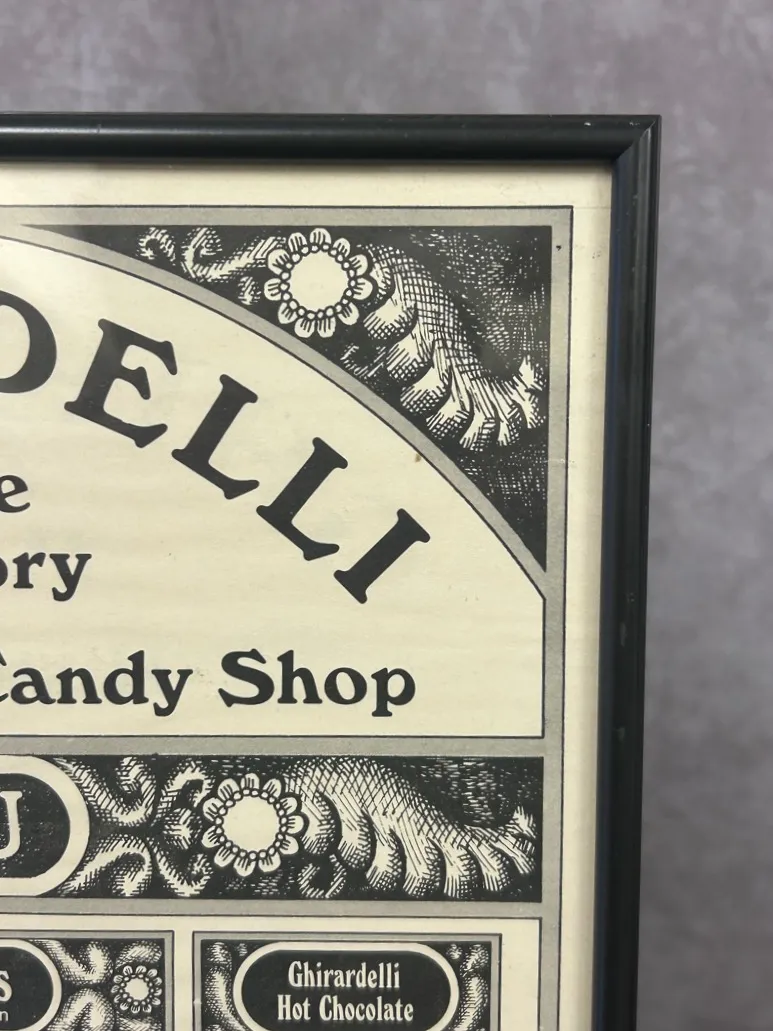 DELLI
e
ory
Candy Shop
U
S
n
Ghirardelli
Hot Chocolate